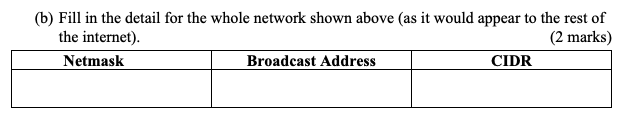 (b) Fill in the detail for the whole network shown above (as it would appear to the rest of
the internet). (2 marks)
Netmask Broadcast Address CIDR